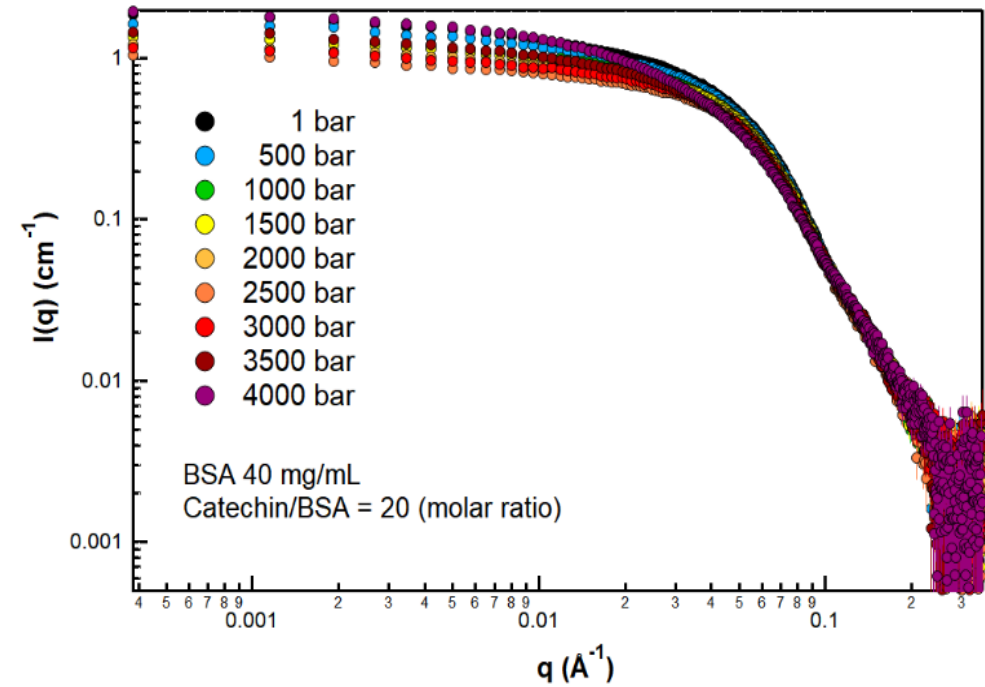 I(q) (cm⁻¹)
1
0.1
0.01
0.001
1 bar
500 bar
1000 bar
1500 bar
2000 bar
2500 bar
3000 bar
3500 bar
4000 bar
BSA 40 mg/mL
Catechin/BSA = 20 (molar ratio)
4 5 6 7 8 9 2 3 4 5 6 7 8 9 2 3 4 5 6 7 8 9 2 3
0.001 0.01 0.1
q (Å⁻¹)